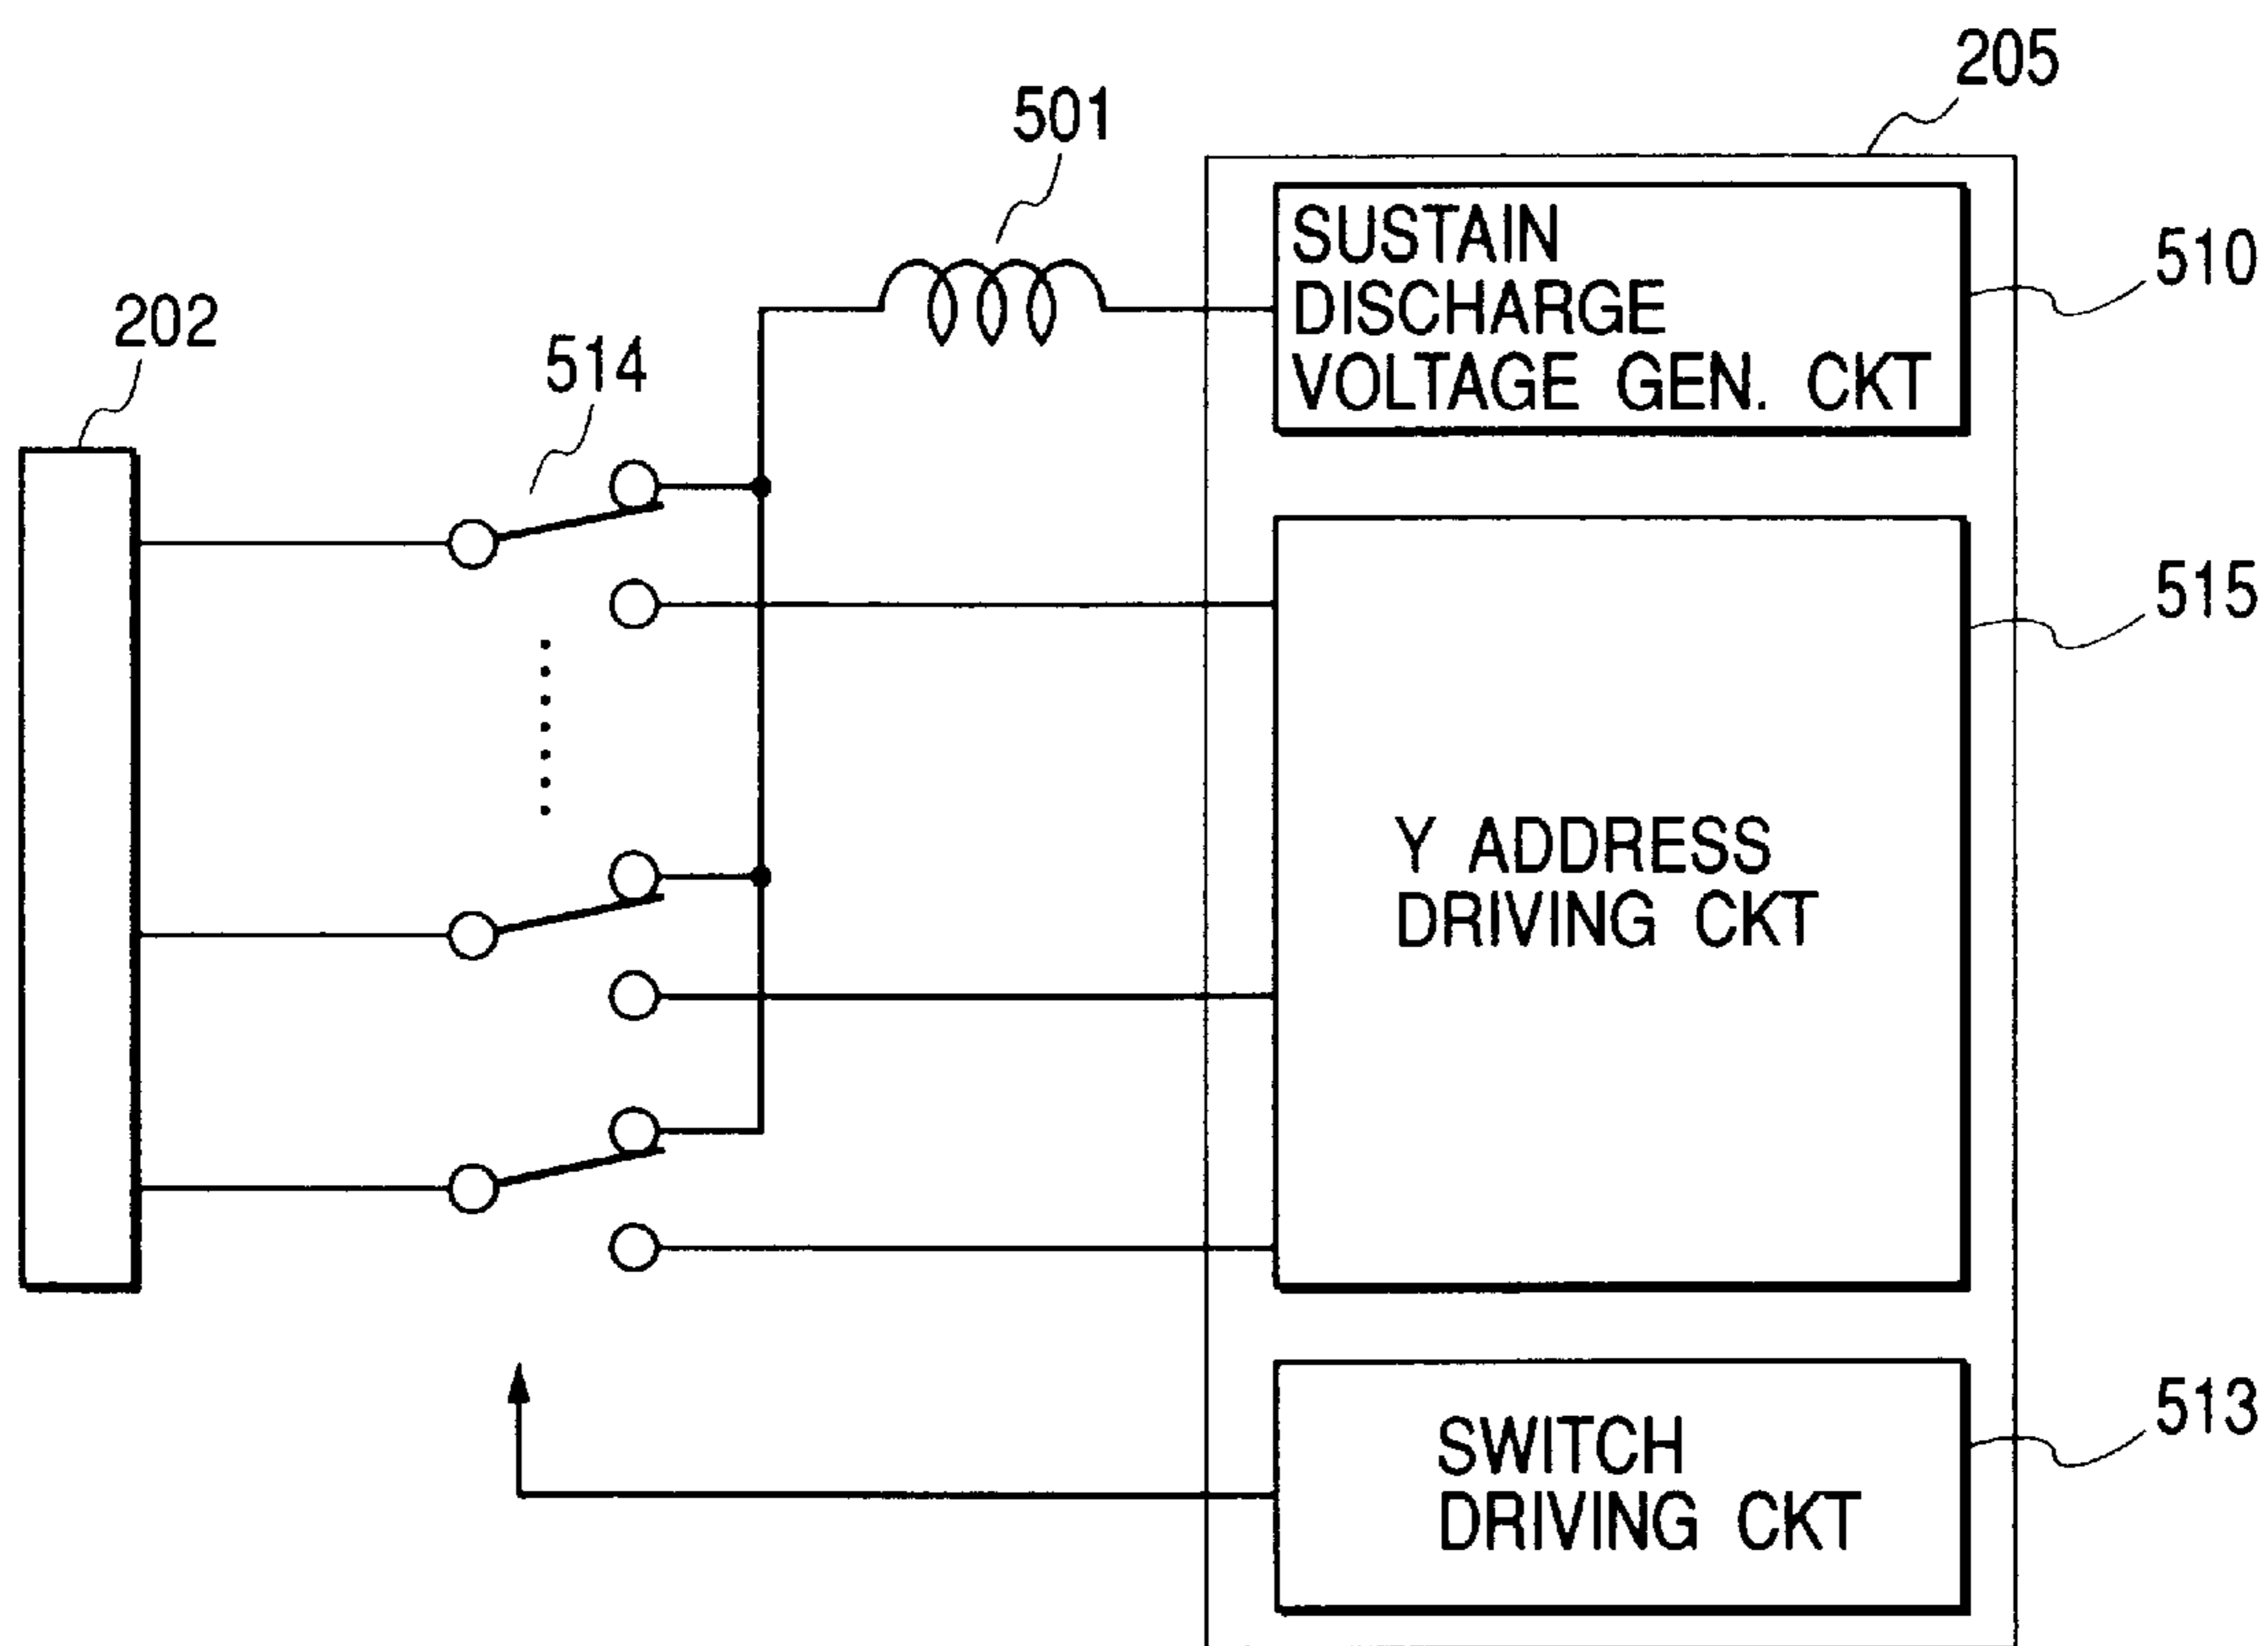 205
501
SUSTAIN
DISCHARGE
VOLTAGE GEN. CKT
510
202
514
515
Y ADDRESS
DRIVING CKT
513
SWITCH
DRIVING CKT